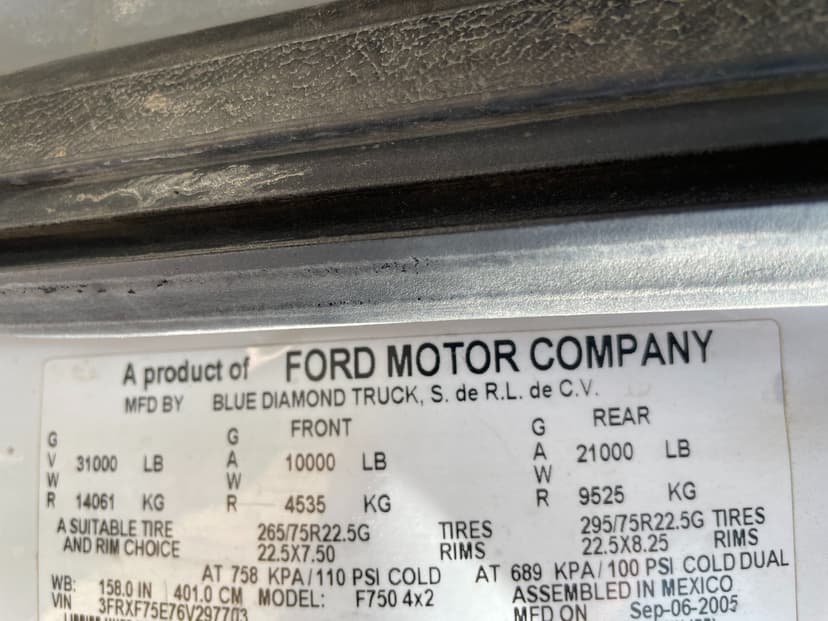 A product of FORD MOTOR COMPANY
MFD BY BLUE DIAMOND TRUCK, S. de R.L. de C.V.
FRONT REAR
GVWR 31000 LB GAWR 10000 LB GAWR 21000 LB
14061 KG 4535 KG 9525 KG
A SUITABLE TIRE 265/75R22.5G TIRES 295/75R22.5G TIRES
AND RIM CHOICE 22.5X7.50 RIMS 22.5X8.25 RIMS
AT 758 KPA/110 PSI COLD AT 689 KPA/100 PSI COLD DUAL
WB: 158.0 IN 401.0 CM MODEL: F750 4x2 ASSEMBLED IN MEXICO
VIN 3FRXF75E76V297703 MFD ON Sep-06-2005